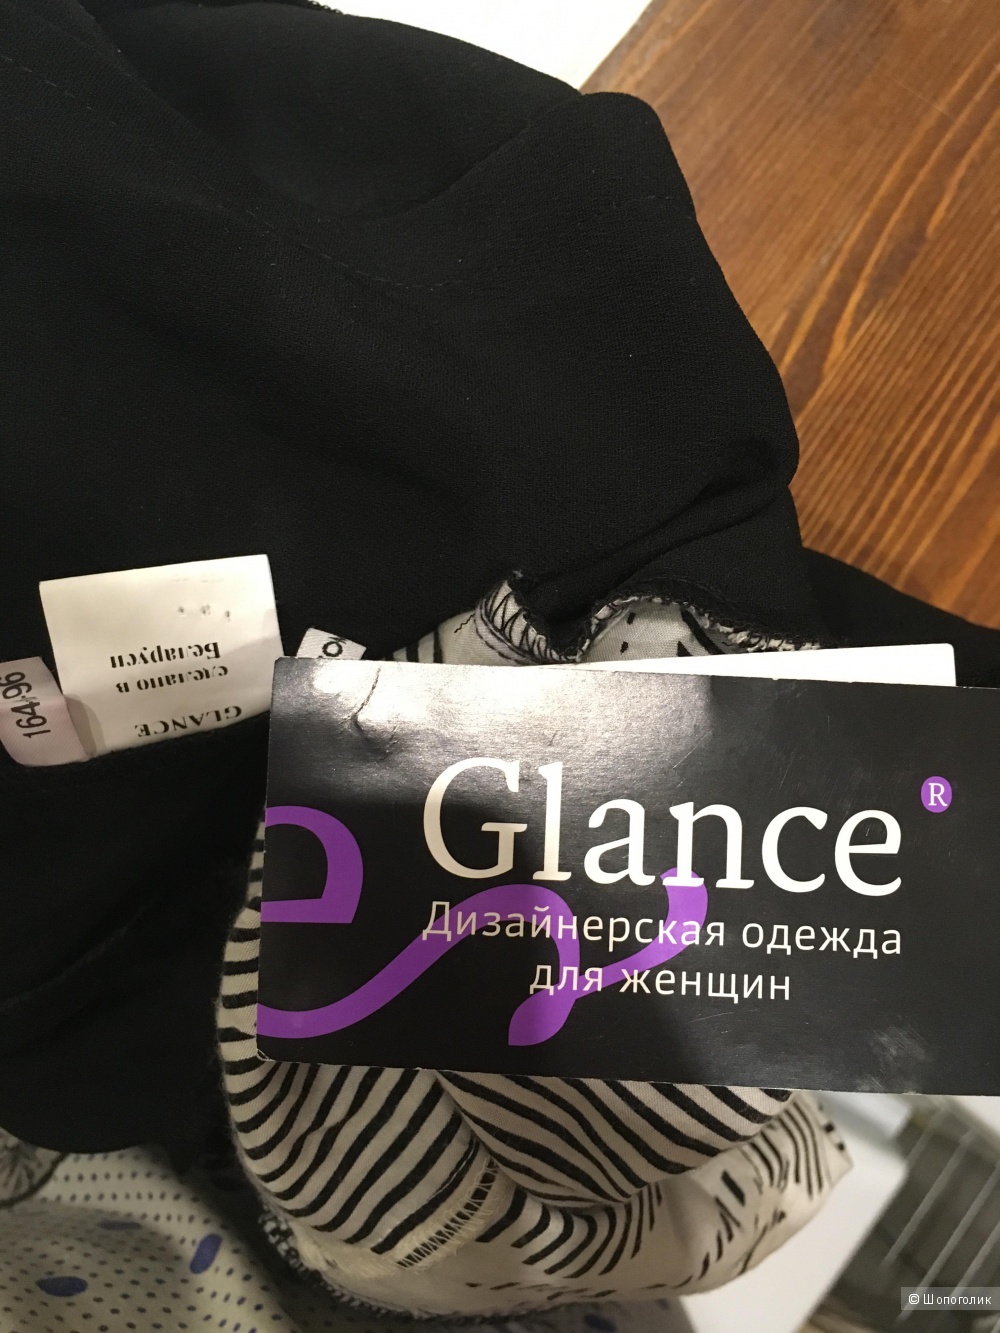 GLANCE
сделано в
Беларуси
164-96
Glance®
Дизайнерская одежда
для женщин
© Шопоголик